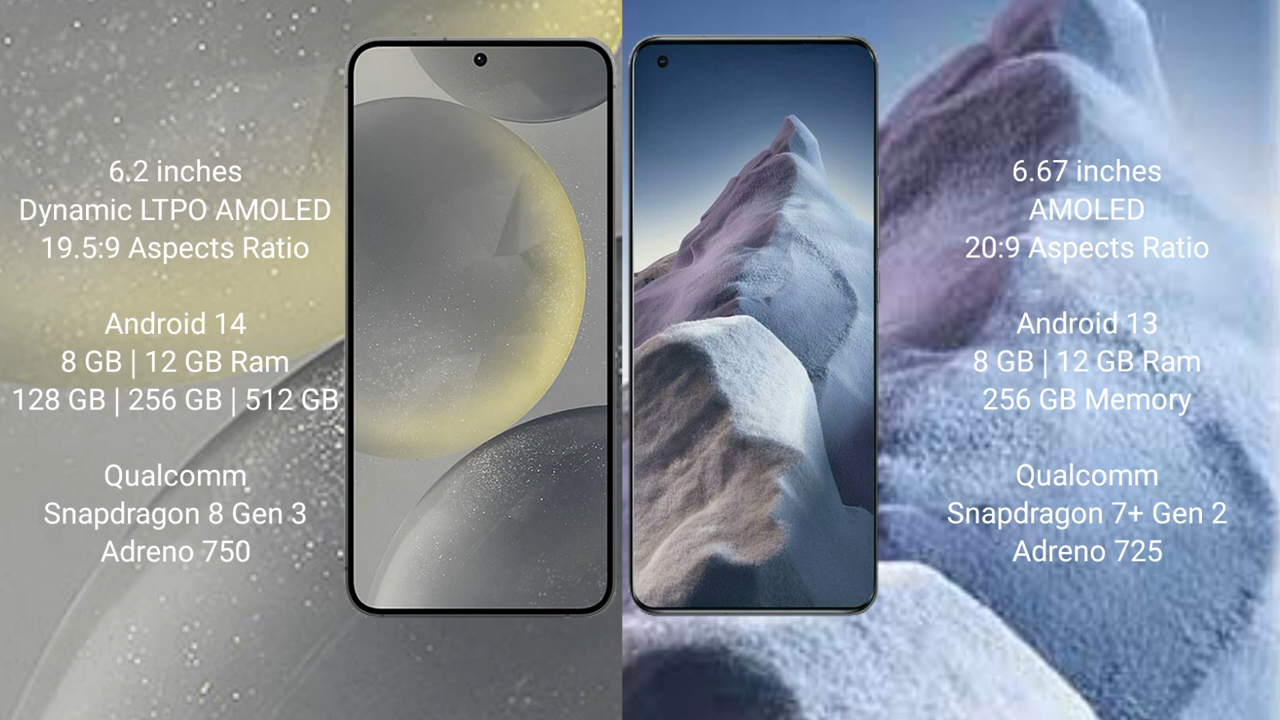 6.2 inches
Dynamic LTPO AMOLED
19.5:9 Aspects Ratio
Android 14
8 GB | 12 GB Ram
128 GB | 256 GB | 512 GB
Qualcomm
Snapdragon 8 Gen 3
Adreno 750
6.67 inches
AMOLED
20:9 Aspects Ratio
Android 13
8 GB | 12 GB Ram
256 GB Memory
Qualcomm
Snapdragon 7+ Gen 2
Adreno 725